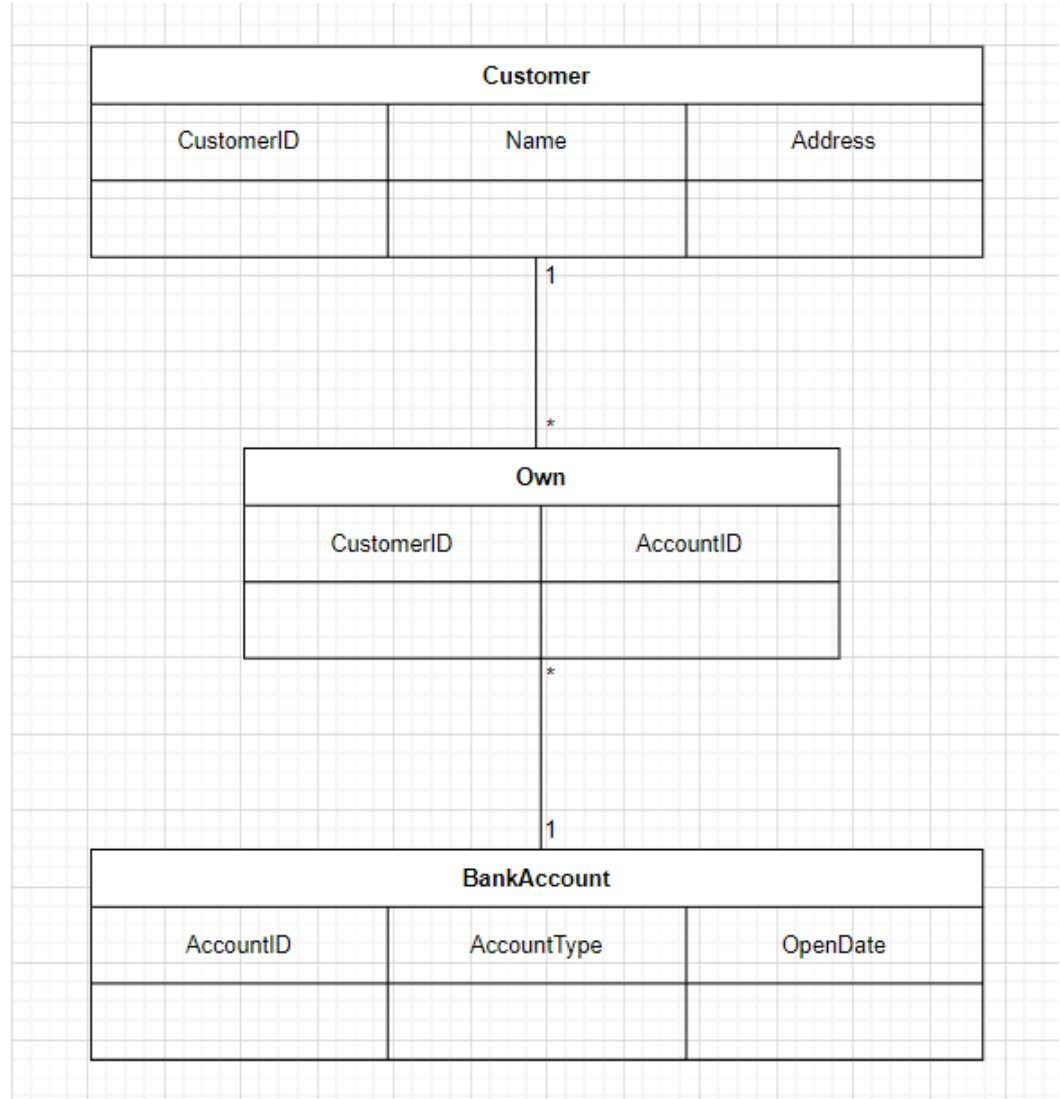 Customer
CustomerID Name Address
1
*
Own
CustomerID AccountID
*
1
BankAccount
AccountID AccountType OpenDate